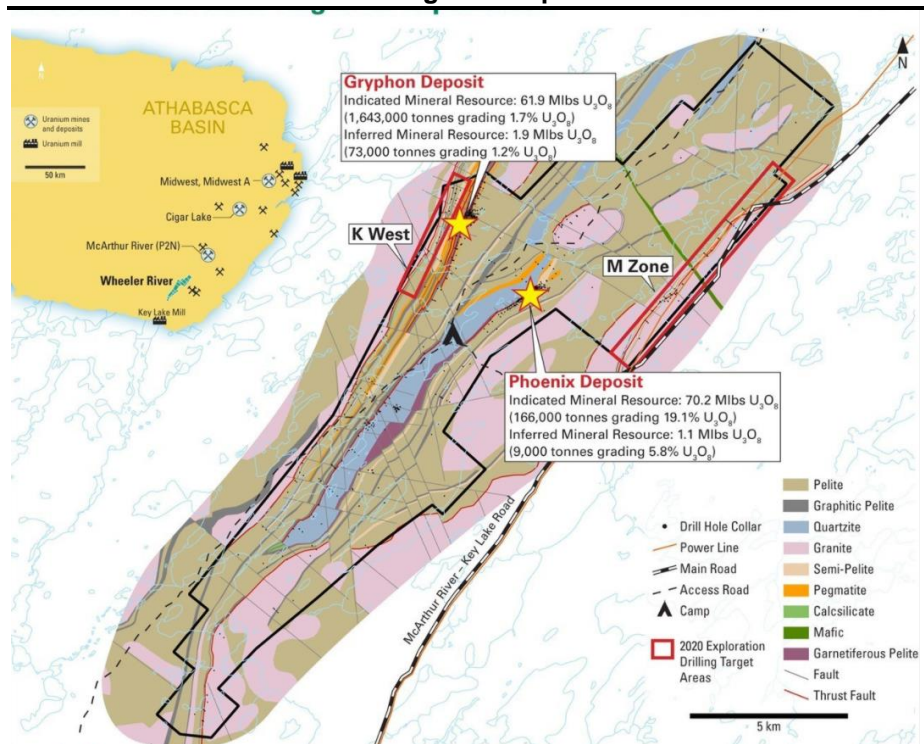 N
Uranium mines
and deposits
Uranium mill
50 km
ATHABASCA
BASIN
Midwest, Midwest A
Cigar Lake
McArthur River (P2N)
Wheeler River
Key Lake Mill
Gryphon Deposit
Indicated Mineral Resource: 61.9 Mlbs U₃O₈
(1,643,000 tonnes grading 1.7% U₃O₈)
Inferred Mineral Resource: 1.9 Mlbs U₃O₈
(73,000 tonnes grading 1.2% U₃O₈)
N
K West
M Zone
Phoenix Deposit
Indicated Mineral Resource: 70.2 Mlbs U₃O₈
(166,000 tonnes grading 19.1% U₃O₈)
Inferred Mineral Resource: 1.1 Mlbs U₃O₈
(9,000 tonnes grading 5.8% U₃O₈)
McArthur River – Key Lake Road
Drill Hole Collar
Power Line
Main Road
Access Road
Camp
2020 Exploration
Drilling Target
Areas
Pelite
Graphitic Pelite
Quartzite
Granite
Semi-Pelite
Pegmatite
Calcsilicate
Mafic
Garnetiferous Pelite
Fault
Thrust Fault
5 km